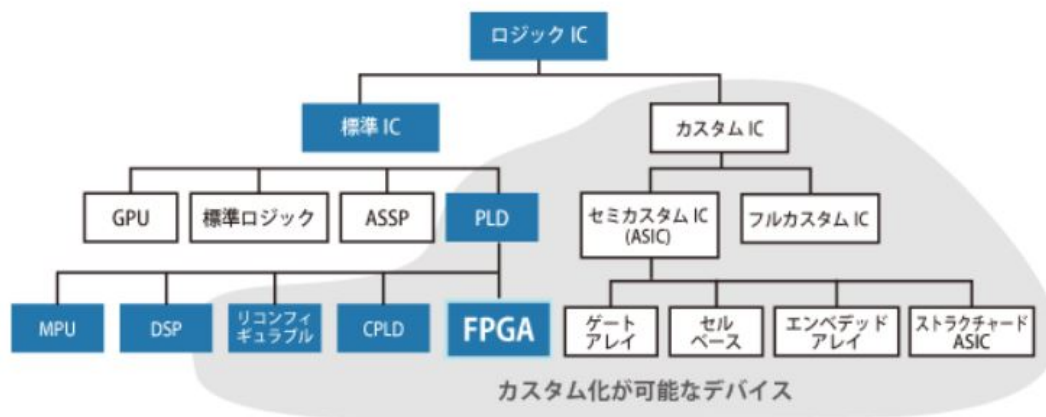 ロジック IC
標準 IC
カスタム IC
GPU
標準ロジック
ASSP
PLD
セミカスタム IC
(ASIC)
フルカスタム IC
MPU
DSP
リコンフィ
ギュラブル
CPLD
FPGA
ゲート
アレイ
セル
ベース
エンベデッド
アレイ
ストラクチャード
ASIC
カスタム化が可能なデバイス